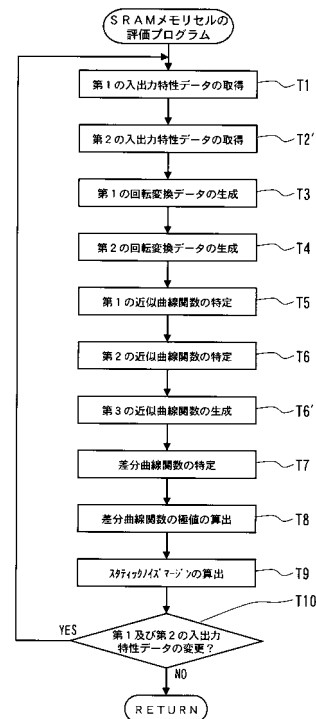 SRAMメモリセルの
評価プログラム
第1の入出力特性データの取得
T1
第2の入出力特性データの取得
T2'
第1の回転変換データの生成
T3
第2の回転変換データの生成
T4
第1の近似曲線関数の特定
T5
第2の近似曲線関数の特定
T6
第3の近似曲線関数の生成
T6'
差分曲線関数の特定
T7
差分曲線関数の極値の算出
T8
スタティックノイズマージンの算出
T9
T10
YES
第1及び第2の入出力
特性データの変更?
NO
RETURN